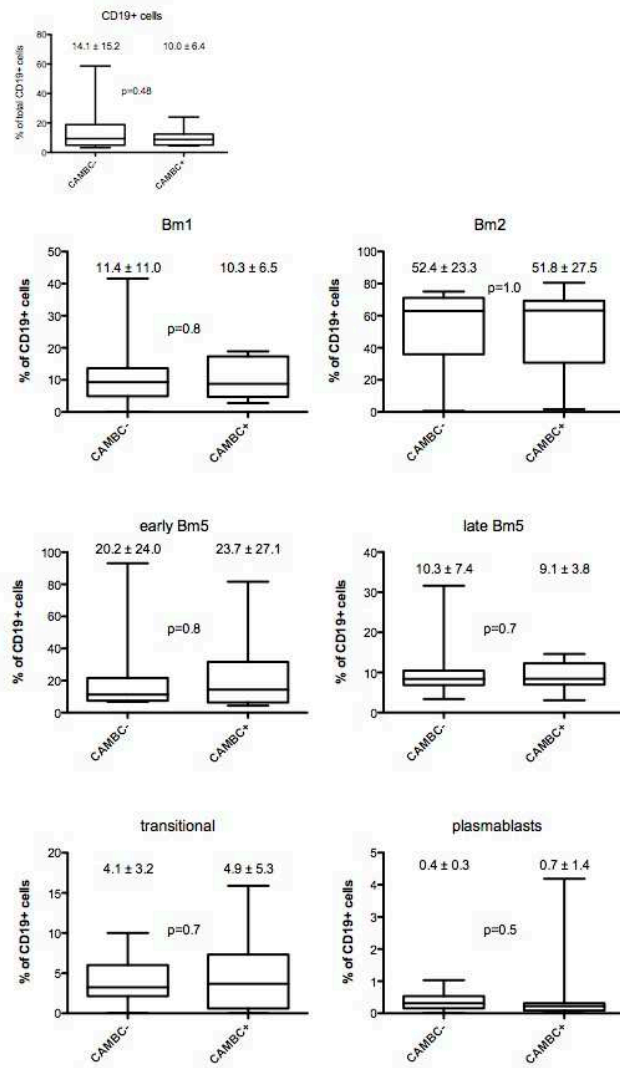 CD19+ cells
14.1 ± 15.2 10.0 ± 6.4
80
60
40
20
0
p=0.48
% of total CD19+ cells
CAMBC- CAMBC+
Bm1
11.4 ± 11.0 10.3 ± 6.5
50
40
30
20
10
0
p=0.8
% of CD19+ cells
CAMBC- CAMBC+
Bm2
52.4 ± 23.3 51.8 ± 27.5
100
80
60
40
20
0
p=1.0
% of CD19+ cells
CAMBC- CAMBC+
early Bm5
20.2 ± 24.0 23.7 ± 27.1
100
80
60
40
20
0
p=0.8
% of CD19+ cells
CAMBC- CAMBC+
late Bm5
10.3 ± 7.4 9.1 ± 3.8
40
30
20
10
0
p=0.7
% of CD19+ cells
CAMBC- CAMBC+
transitional
4.1 ± 3.2 4.9 ± 5.3
20
15
10
5
0
p=0.7
% of CD19+ cells
CAMBC- CAMBC+
plasmablasts
0.4 ± 0.3 0.7 ± 1.4
5
4
3
2
1
0
p=0.5
% of CD19+ cells
CAMBC- CAMBC+